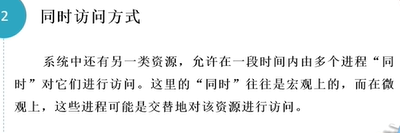 2
同时访问方式
系统中还有另一类资源，允许在一段时间内由多个进程“同
时”对它们进行访问。这里的“同时”往往是宏观上的，而在微
观上，这些进程可能是交替地对该资源进行访问。